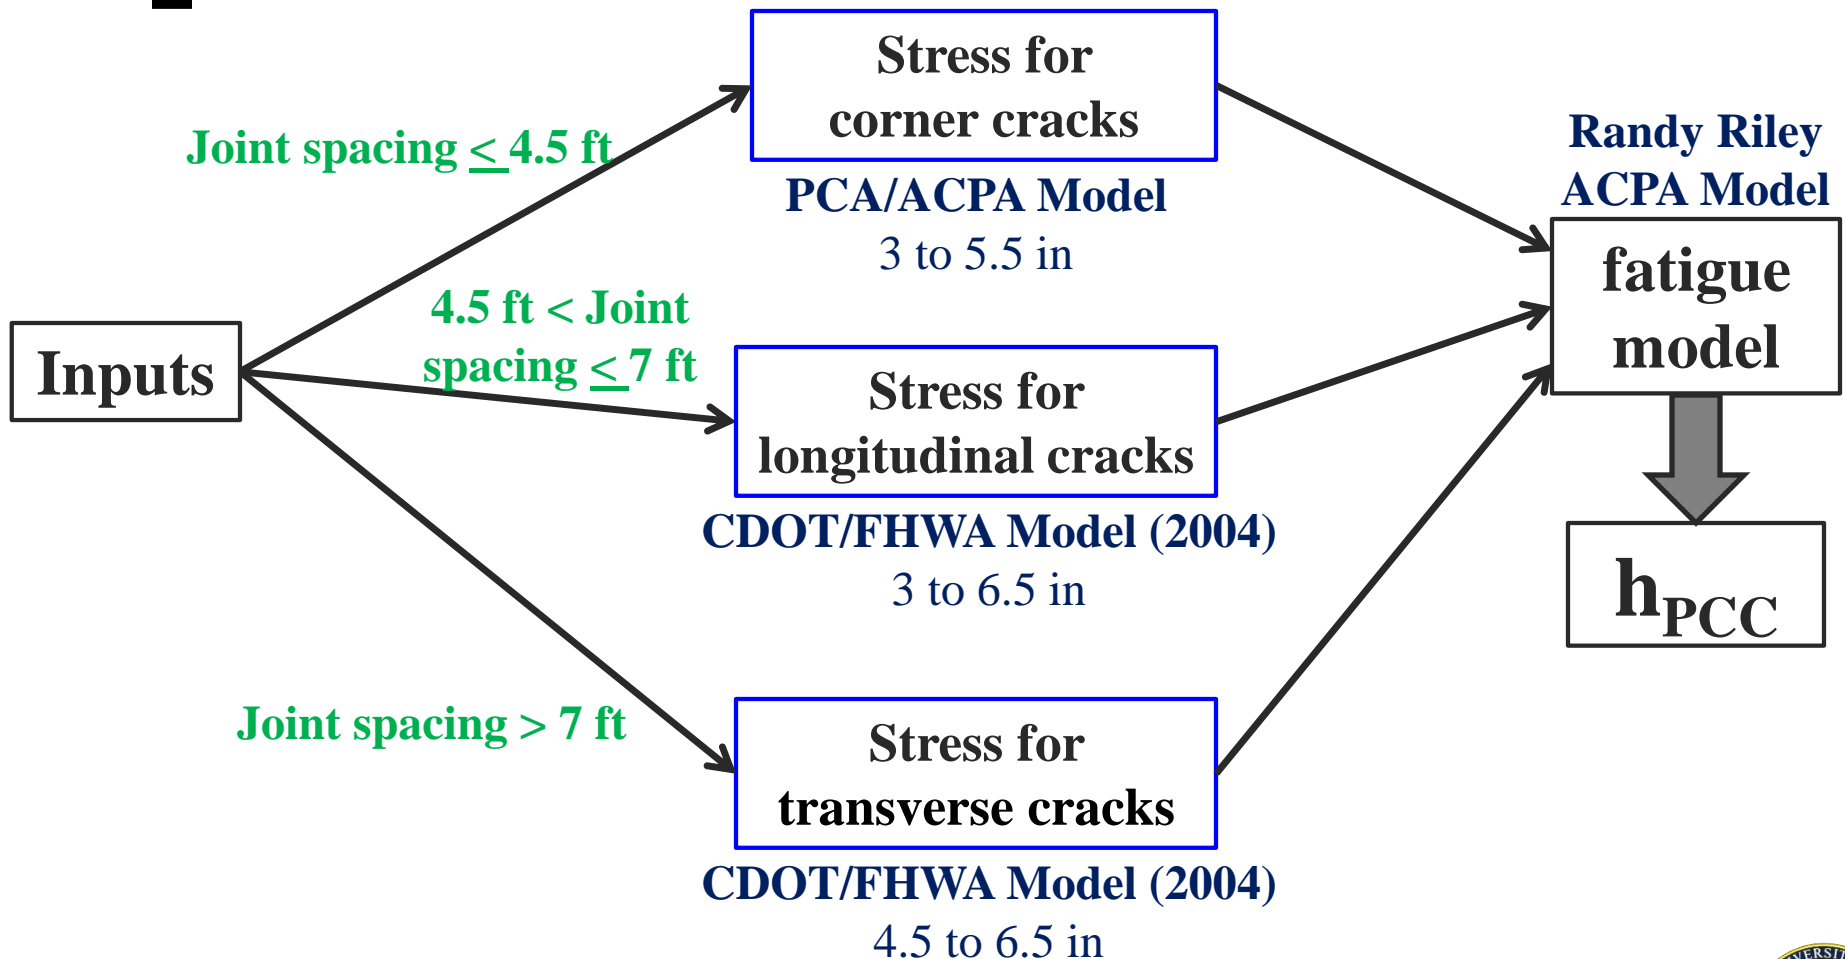 Stress for
corner cracks
Joint spacing < 4.5 ft
PCA/ACPA Model
3 to 5.5 in
Randy Riley
ACPA Model
fatigue
model
4.5 ft < Joint
spacing < 7 ft
Inputs
Stress for
longitudinal cracks
CDOT/FHWA Model (2004)
3 to 6.5 in
hPCC
Joint spacing > 7 ft
Stress for
transverse cracks
CDOT/FHWA Model (2004)
4.5 to 6.5 in